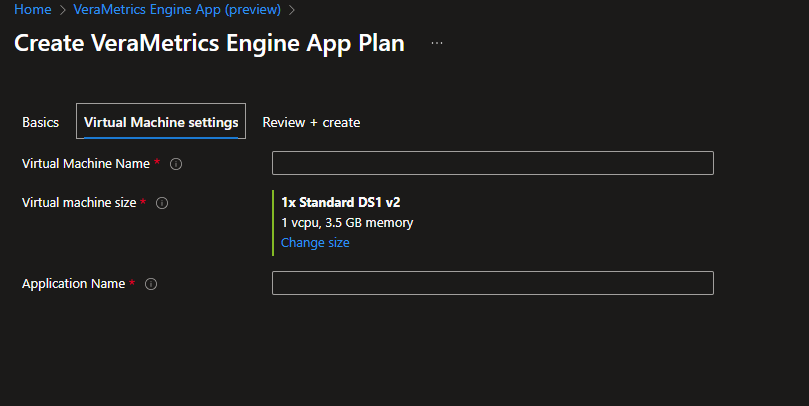 Home > VeraMetrics Engine App (preview) >
Create VeraMetrics Engine App Plan ...
Basics Virtual Machine settings Review + create
Virtual Machine Name *
Virtual machine size * 1x Standard DS1 v2
1 vcpu, 3.5 GB memory
Change size
Application Name *